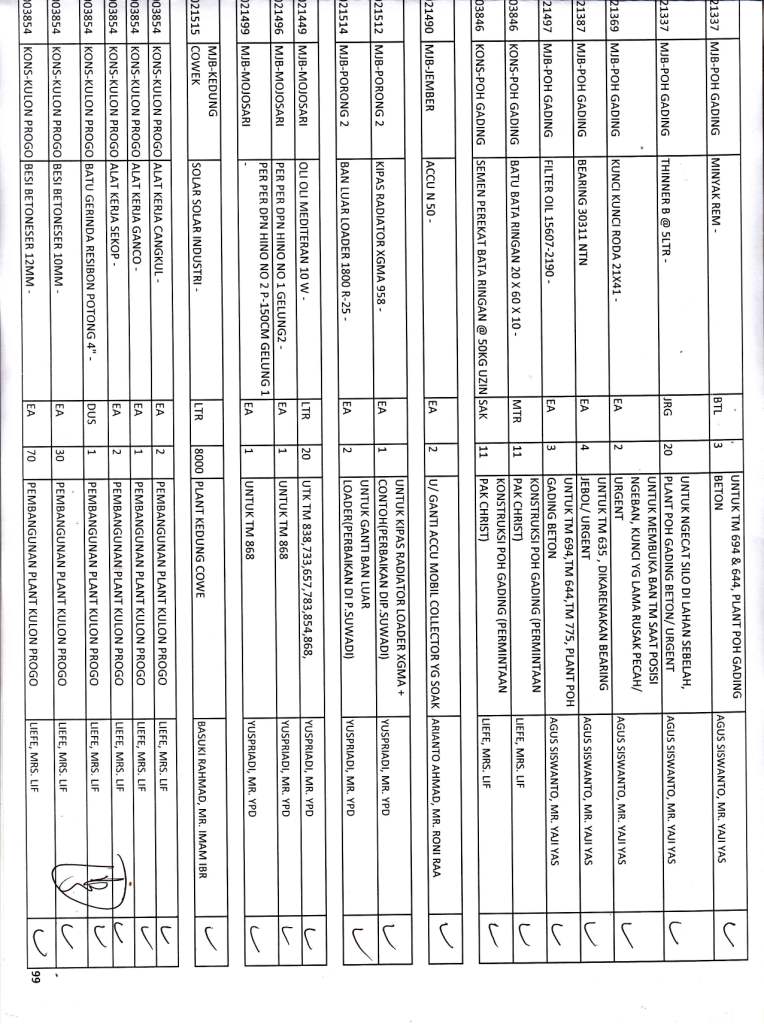 21337 MJB-POH GADING MINYAK REM - BTL 3 UNTUK TM 694 & 644, PLANT POH GADING
BETON AGUS SISWANTO, MR. YAJI YAS
21337 MJB-POH GADING THINNER B @ 5LTR - JRG 20 UNTUK NGECAT SILO DI LAHAN SEBELAH,
PLANT POH GADING BETON/ URGENT AGUS SISWANTO, MR. YAJI YAS
21369 MJB-POH GADING KUNCI KUNCI RODA 21X41 - EA 2 UNTUK MEMBUKA BAN TM SAAT POSISI
NGEBAN, KUNCI YG LAMA RUSAK PECAH/
URGENT AGUS SISWANTO, MR. YAJI YAS
21387 MJB-POH GADING BEARING 30311 NTN EA 4 UNTUK TM 635 , DIKARENAKAN BEARING
JEBOL/ URGENT AGUS SISWANTO, MR. YAJI YAS
21497 MJB-POH GADING FILTER OIL 15607-2190 - EA 3 UNTUK TM 694,TM 644,TM 775, PLANT POH
GADING BETON AGUS SISWANTO, MR. YAJI YAS
03846 KONS-POH GADING BATU BATA RINGAN 20 X 60 X 10 - MTR 11 KONSTRUKSI POH GADING (PERMINTAAN
PAK CHRIST) LIEFE, MRS. LIF
03846 KONS-POH GADING SEMEN PEREKAT BATA RINGAN @ 50KG UZIN SAK 11 KONSTRUKSI POH GADING (PERMINTAAN
PAK CHRIST) LIEFE, MRS. LIF
021490 MJB-JEMBER ACCU N 50 - EA 2 U/ GANTI ACCU MOBIL COLLECTOR YG SOAK ARIANTO AHMAD, MR. RONI RAA
021512 MJB-PORONG 2 KIPAS RADIATOR XGMA 958 - EA 1 UNTUK KIPAS RADIATOR LOADER XGMA +
CONTOH(PERBAIKAN DIP.SUWADI) YUSPRIADI, MR. YPD
021514 MJB-PORONG 2 BAN LUAR LOADER 1800 R-25 - EA 2 UNTUK GANTI BAN LUAR
LOADER(PERBAIKAN DI P.SUWADI) YUSPRIADI, MR. YPD
021449 MJB-MOJOSARI OLI OLI MEDITERAN 10 W - LTR 20 UTK TM 838,733,657,783,854,868, YUSPRIADI, MR. YPD
021496 MJB-MOJOSARI PER PER DPN HINO NO 1 GELUNG2 - EA 1 UNTUK TM 868 YUSPRIADI, MR. YPD
021499 MJB-MOJOSARI PER PER DPN HINO NO 2 P-150CM GELUNG 1
- EA 1 UNTUK TM 868 YUSPRIADI, MR. YPD
021515 MJB-KEDUNG
COWEK SOLAR SOLAR INDUSTRI - LTR 8000 PLANT KEDUNG COWE BASUKI RAHMAD, MR. IMAM IBR
003854 KONS-KULON PROGO ALAT KERJA CANGKUL - EA 2 PEMBANGUNAN PLANT KULON PROGO LIEFE, MRS. LIF
003854 KONS-KULON PROGO ALAT KERJA GANCO - EA 1 PEMBANGUNAN PLANT KULON PROGO LIEFE, MRS. LIF
003854 KONS-KULON PROGO ALAT KERJA SEKOP - EA 2 PEMBANGUNAN PLANT KULON PROGO LIEFE, MRS. LIF
003854 KONS-KULON PROGO BATU GERINDA RESIBON POTONG 4" - DUS 1 PEMBANGUNAN PLANT KULON PROGO LIEFE, MRS. LIF
003854 KONS-KULON PROGO BESI BETONESER 10MM - EA 30 PEMBANGUNAN PLANT KULON PROGO LIEFE, MRS. LIF
003854 KONS-KULON PROGO BESI BETONESER 12MM - EA 70 PEMBANGUNAN PLANT KULON PROGO LIEFE, MRS. LIF
99